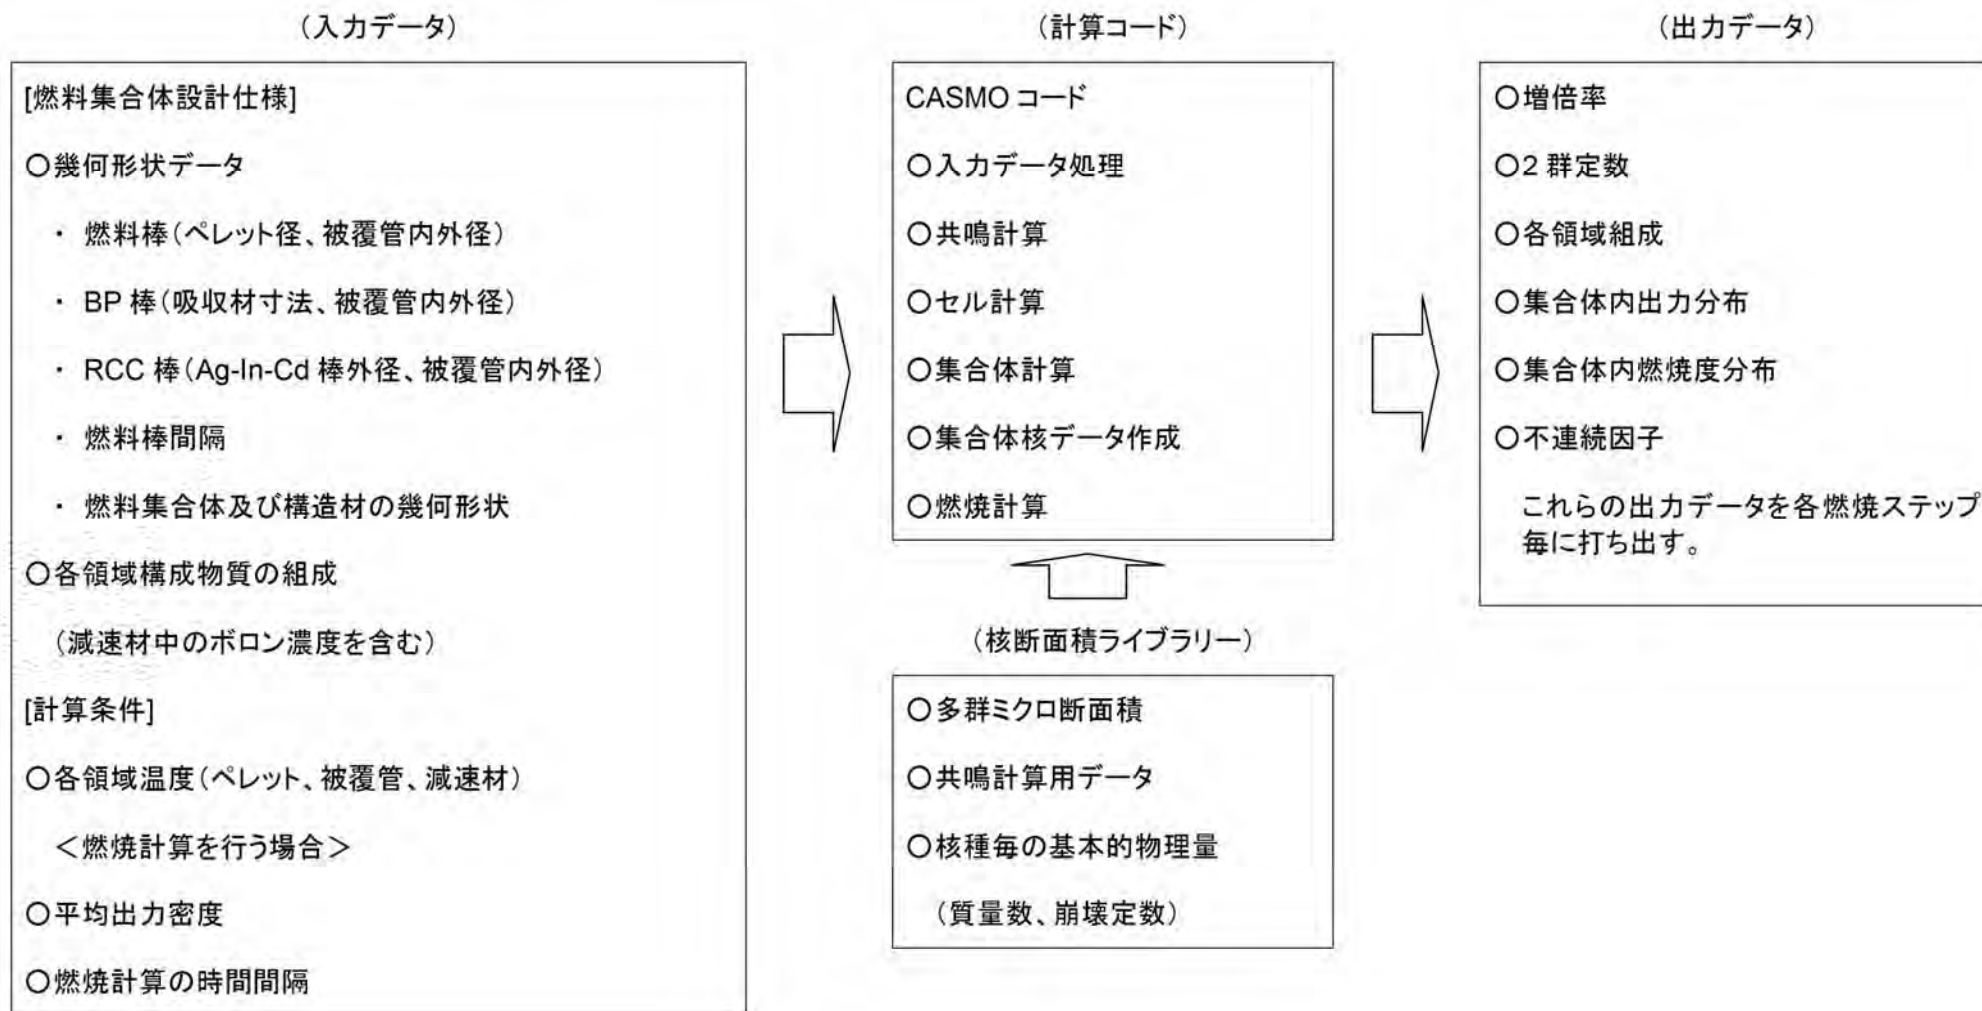 (入力データ)
[燃料集合体設計仕様]
○幾何形状データ
・ 燃料棒(ペレット径、被覆管内外径)
・ BP 棒(吸収材寸法、被覆管内外径)
・ RCC 棒(Ag-In-Cd 棒外径、被覆管内外径)
・ 燃料棒間隔
・ 燃料集合体及び構造材の幾何形状
○各領域構成物質の組成
(減速材中のボロン濃度を含む)
[計算条件]
○各領域温度(ペレット、被覆管、減速材)
<燃焼計算を行う場合>
○平均出力密度
○燃焼計算の時間間隔
(計算コード)
CASMO コード
○入力データ処理
○共鳴計算
○セル計算
○集合体計算
○集合体核データ作成
○燃焼計算
(核断面積ライブラリー)
○多群ミクロ断面積
○共鳴計算用データ
○核種毎の基本的物理量
(質量数、崩壊定数)
(出力データ)
○増倍率
○2 群定数
○各領域組成
○集合体内出力分布
○集合体内燃焼度分布
○不連続因子
これらの出力データを各燃焼ステップ
毎に打ち出す。